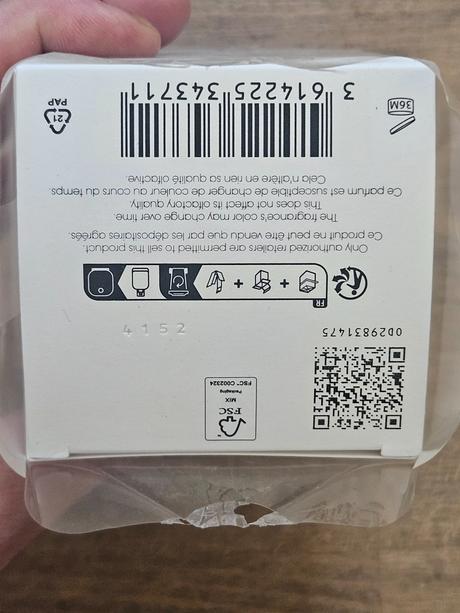 FSC
MIX
Packaging
FSC™ C002324
0D29831475
4152
FR
+ +
Only authorized retailers are permitted to sell this product.
Ce produit ne peut être vendu que par les dépositaires agréés.
The fragrance's color may change over time.
This does not affect its olfactory quality.
Ce parfum est susceptible de changer de couleur au cours du temps.
Cela n'altère en rien sa qualité olfactive.
36M
3 614225 343711
21
PAP